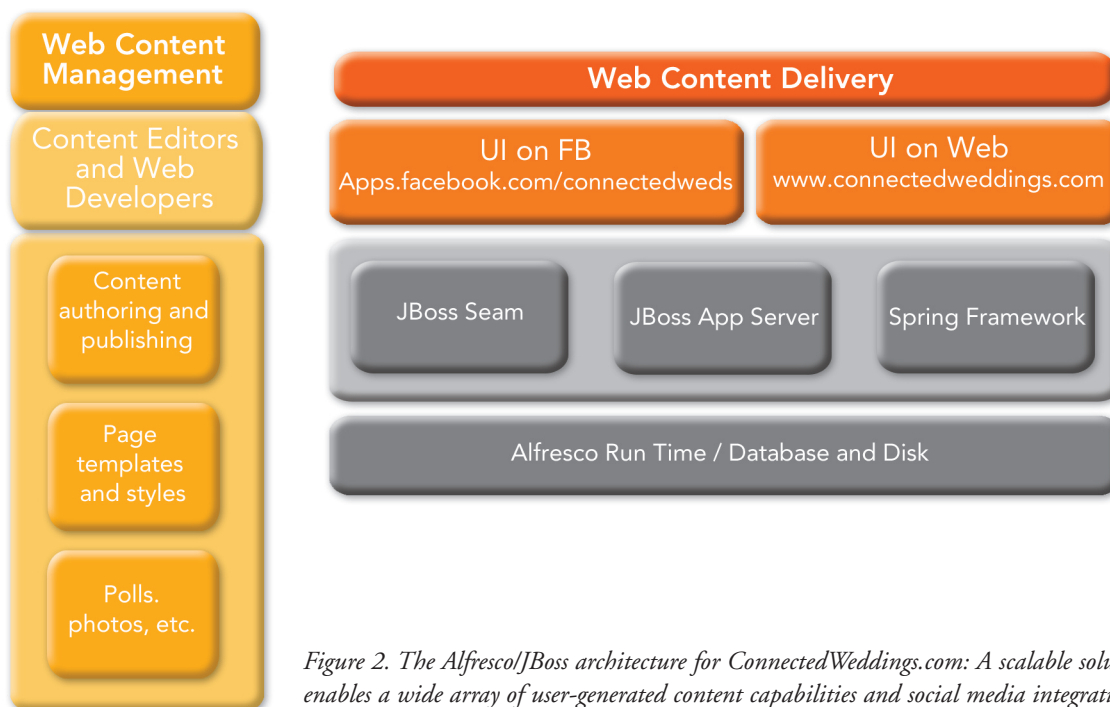 Web Content
Management
Content Editors
and Web
Developers
Content
authoring and
publishing
Page
templates
and styles
Polls.
photos, etc.
Web Content Delivery
UI on FB
Apps.facebook.com/connectedweds
UI on Web
www.connectedweddings.com
JBoss Seam
JBoss App Server
Spring Framework
Alfresco Run Time / Database and Disk
Figure 2. The Alfresco/JBoss architecture for ConnectedWeddings.com: A scalable
enables a wide array of user-generated content capabilities and social media